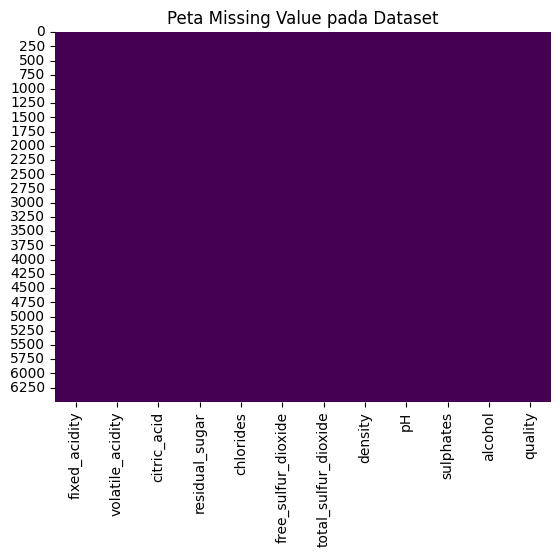 Peta Missing Value pada Dataset
0
250
500
750
1000
1250
1500
1750
2000
2250
2500
2750
3000
3250
3500
3750
4000
4250
4500
4750
5000
5250
5500
5750
6000
6250
fixed_acidity
volatile_acidity
citric_acid
residual_sugar
chlorides
free_sulfur_dioxide
total_sulfur_dioxide
density
pH
sulphates
alcohol
quality